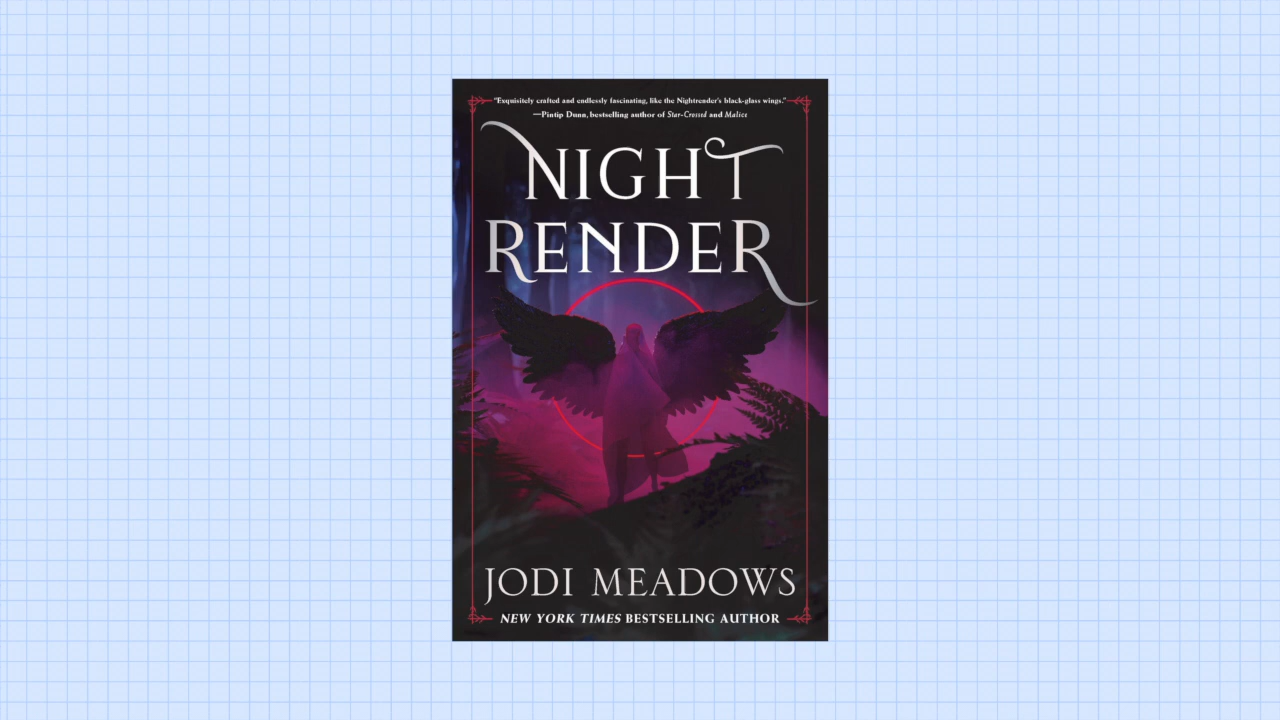 "Exquisitely crafted and endlessly fascinating, like the Nightrender's black-glass wings."
—Pintip Dunn, bestselling author of Star-Crossed and Malice
NIGHT
RENDER
JODI MEADOWS
NEW YORK TIMES BESTSELLING AUTHOR